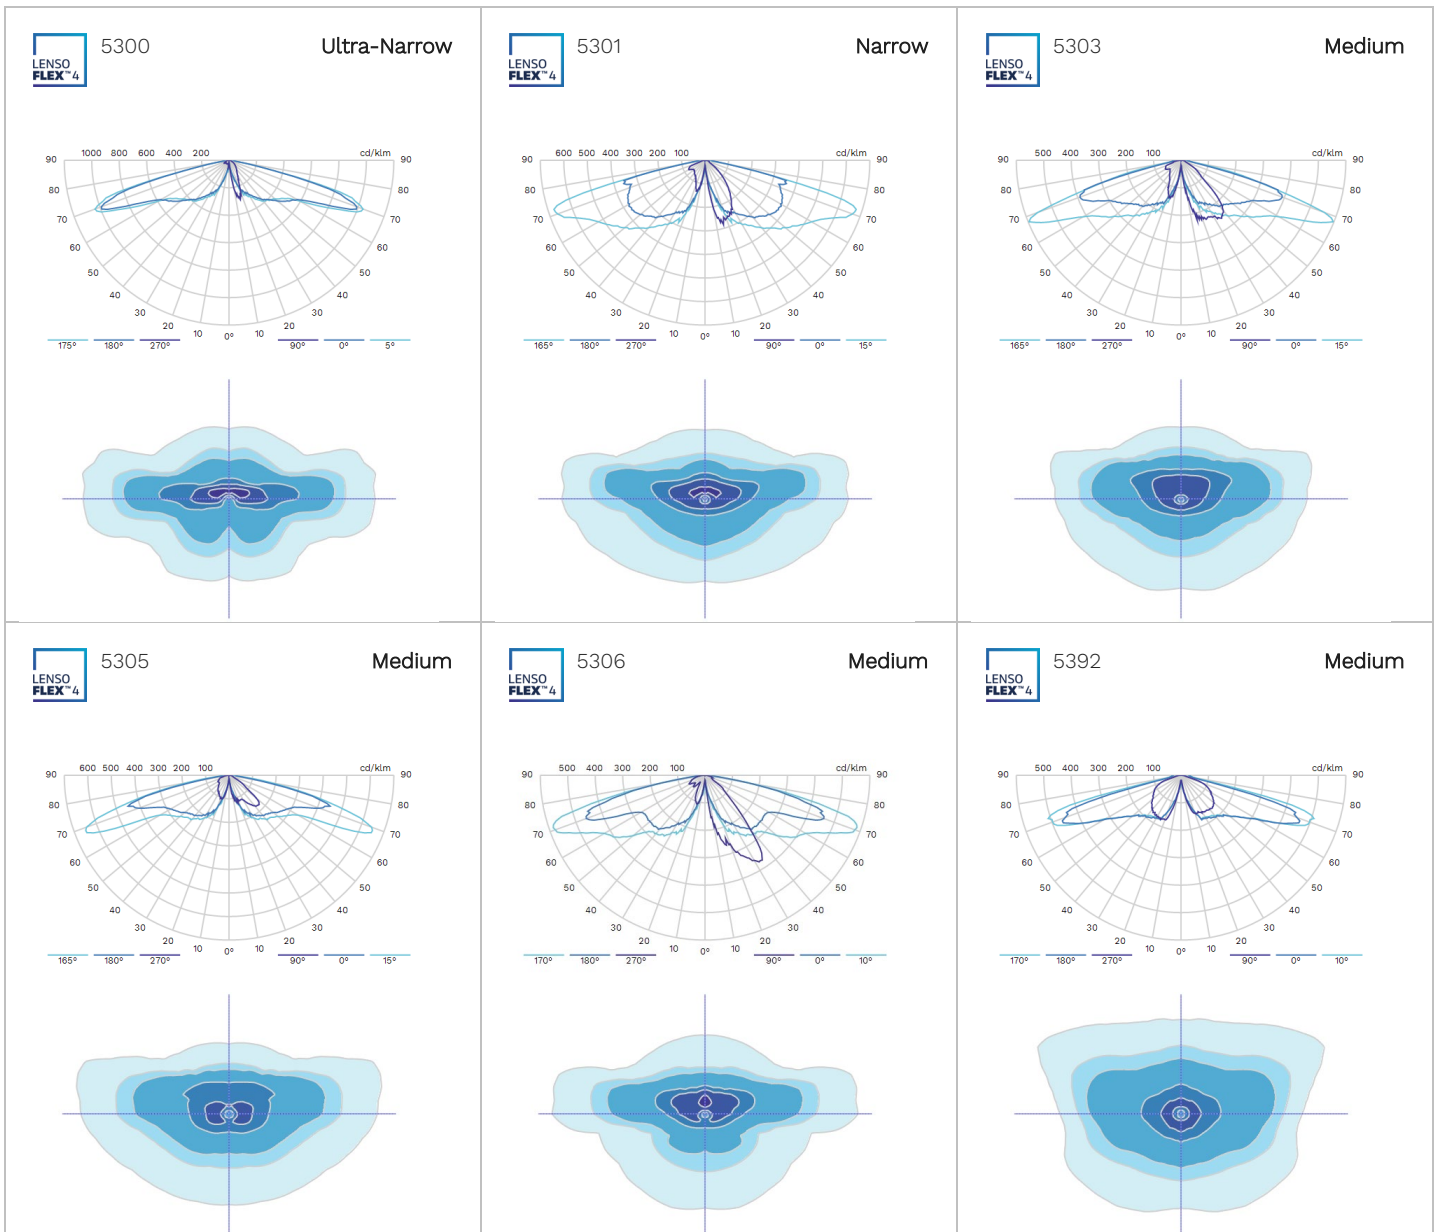 5300 Ultra-Narrow
LENSO
FLEX™4
1000 800 600 400 200 cd/klm
90 90
80 80
70 70
60 60
50 50
40 40
30 30
20 20
10 0° 10
175° 180° 270° 90° 0° 5°
5301 Narrow
LENSO
FLEX™4
600 500 400 300 200 100 cd/klm
90 90
80 80
70 70
60 60
50 50
40 40
30 30
20 20
10 0° 10
165° 180° 270° 90° 0° 15°
5303 Medium
LENSO
FLEX™4
500 400 300 200 100 cd/klm
90 90
80 80
70 70
60 60
50 50
40 40
30 30
20 20
10 0° 10
165° 180° 270° 90° 0° 15°
5305 Medium
LENSO
FLEX™4
600 500 400 300 200 100 cd/klm
90 90
80 80
70 70
60 60
50 50
40 40
30 30
20 20
10 0° 10
165° 180° 270° 90° 0° 15°
5306 Medium
LENSO
FLEX™4
500 400 300 200 100 cd/klm
90 90
80 80
70 70
60 60
50 50
40 40
30 30
20 20
10 0° 10
170° 180° 270° 90° 0° 10°
5392 Medium
LENSO
FLEX™4
500 400 300 200 100 cd/klm
90 90
80 80
70 70
60 60
50 50
40 40
30 30
20 20
10 0° 10
170° 180° 270° 90° 0° 10°